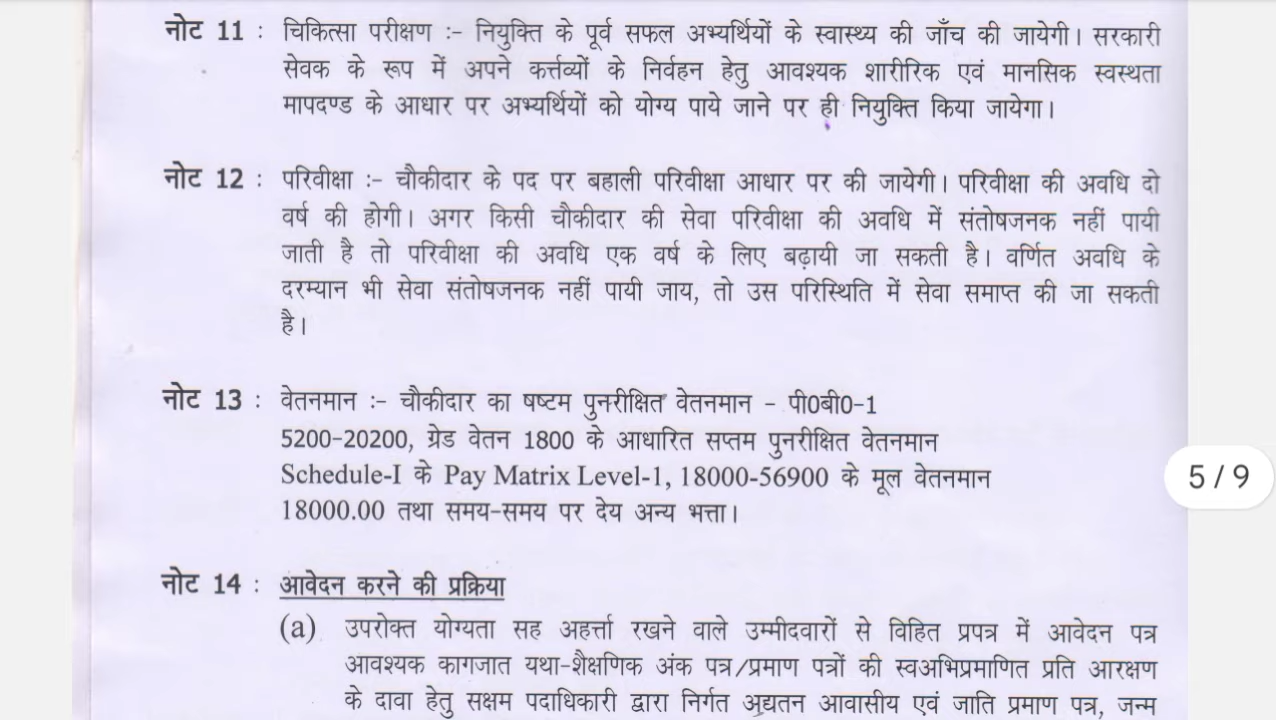 नोट 11 : चिकित्सा परीक्षण :– नियुक्ति के पूर्व सफल अभ्यर्थियों के स्वास्थ्य की जाँच की जायेगी। सरकारी
सेवक के रूप में अपने कर्त्तव्यों के निर्वहन हेतु आवश्यक शारीरिक एवं मानसिक स्वस्थता
मापदण्ड के आधार पर अभ्यर्थियों को योग्य पाये जाने पर ही नियुक्ति किया जायेगा।
नोट 12 : परिवीक्षा :– चौकीदार के पद पर बहाली परिवीक्षा आधार पर की जायेगी। परिवीक्षा की अवधि दो
वर्ष की होगी। अगर किसी चौकीदार की सेवा परिवीक्षा की अवधि में संतोषजनक नहीं पायी
जाती है तो परिवीक्षा की अवधि एक वर्ष के लिए बढ़ायी जा सकती है। वर्णित अवधि के
दरम्यान भी सेवा संतोषजनक नहीं पायी जाय, तो उस परिस्थिति में सेवा समाप्त की जा सकती
है।
नोट 13 : वेतनमान :– चौकीदार का षष्टम पुनरीक्षित वेतनमान – पी0बी0–1
5200–20200, ग्रेड वेतन 1800 के आधारित सप्तम पुनरीक्षित वेतनमान
Schedule-I के Pay Matrix Level-1, 18000-56900 के मूल वेतनमान
18000.00 तथा समय–समय पर देय अन्य भत्ता।
5 / 9
नोट 14 : आवेदन करने की प्रक्रिया
(a) उपरोक्त योग्यता सह अहर्त्ता रखने वाले उम्मीदवारों से विहित प्रपत्र में आवेदन पत्र
आवश्यक कागजात यथा–शैक्षणिक अंक पत्र/प्रमाण पत्रों की स्वअभिप्रमाणित प्रति आरक्षण
के दावा हेतु सक्षम पदाधिकारी द्वारा निर्गत अद्यतन आवासीय एवं जाति प्रमाण पत्र, जन्म